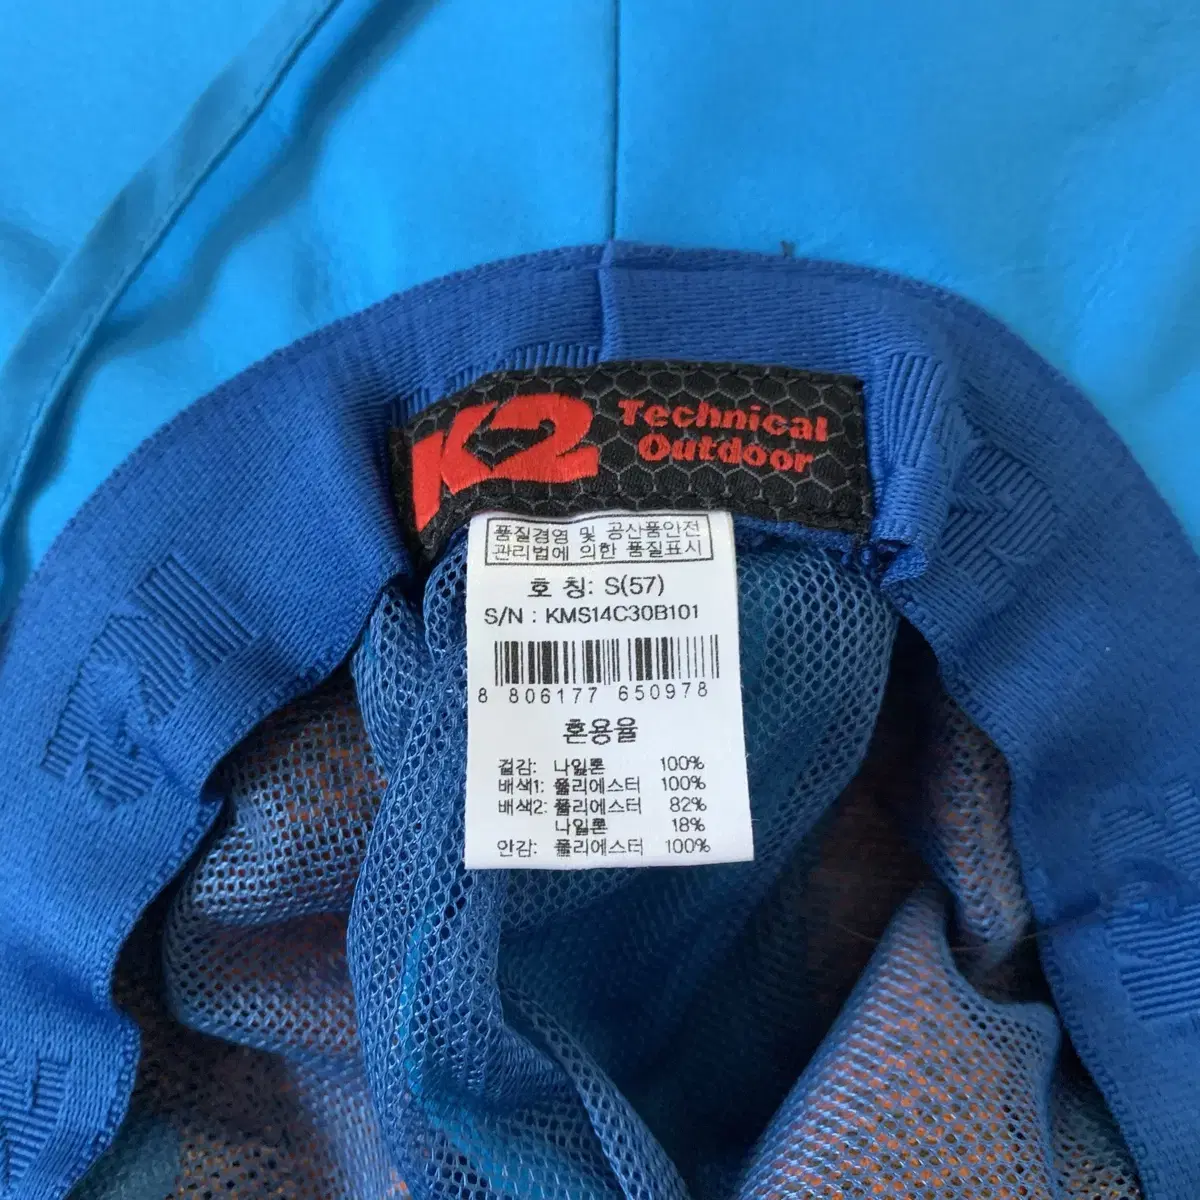 K2 Technical
Outdoor
품질경영 및 공산품안전
관리법에 의한 품질표시
호 칭: S(57)
S/N : KMS14C30B101
8 806177 650978
혼용율
겉감: 나일론 100%
배색1: 폴리에스터 100%
배색2: 폴리에스터 82%
나일론 18%
안감: 폴리에스터 100%